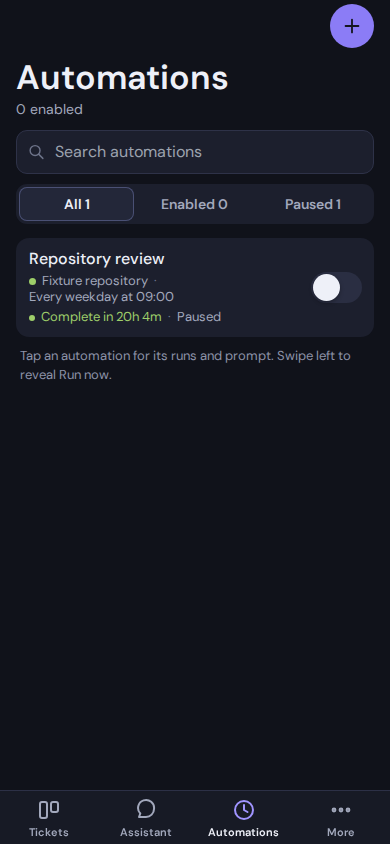 Automations
0 enabled
Search automations
All 1
Enabled 0
Paused 1
Repository review
Fixture repository ·
Every weekday at 09:00
Complete in 20h 4m · Paused
Tap an automation for its runs and prompt. Swipe left to
reveal Run now.
Tickets
Assistant
Automations
More